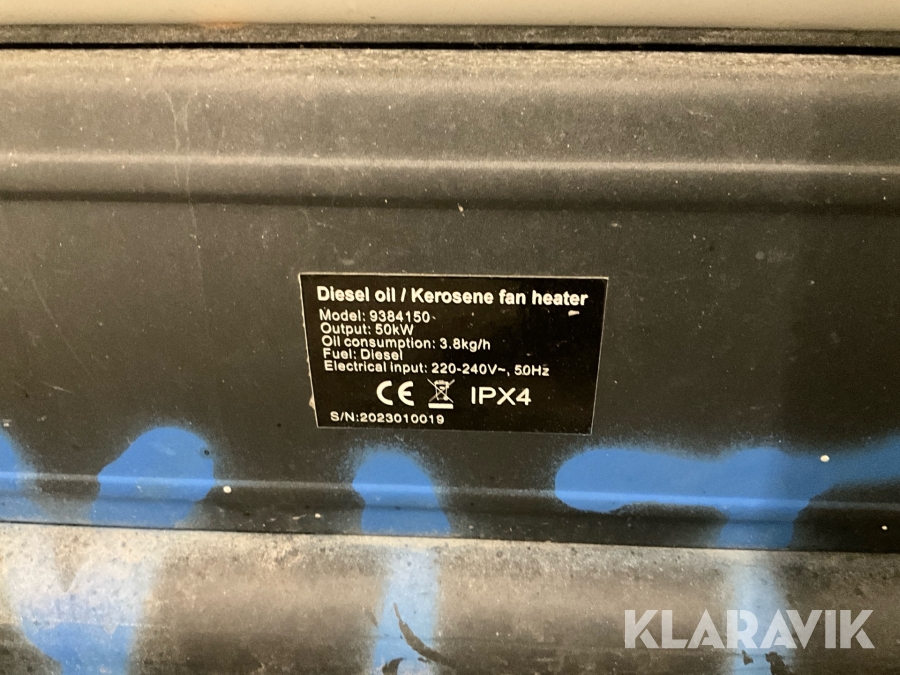 Diesel oil / Kerosene fan heater
Model: 9384150
Output: 50kW
Oil consumption: 3.8kg/h
Fuel: Diesel
Electrical input: 220-240V~, 50Hz
CE IPX4
S/N:2023010019
KLARAVIK